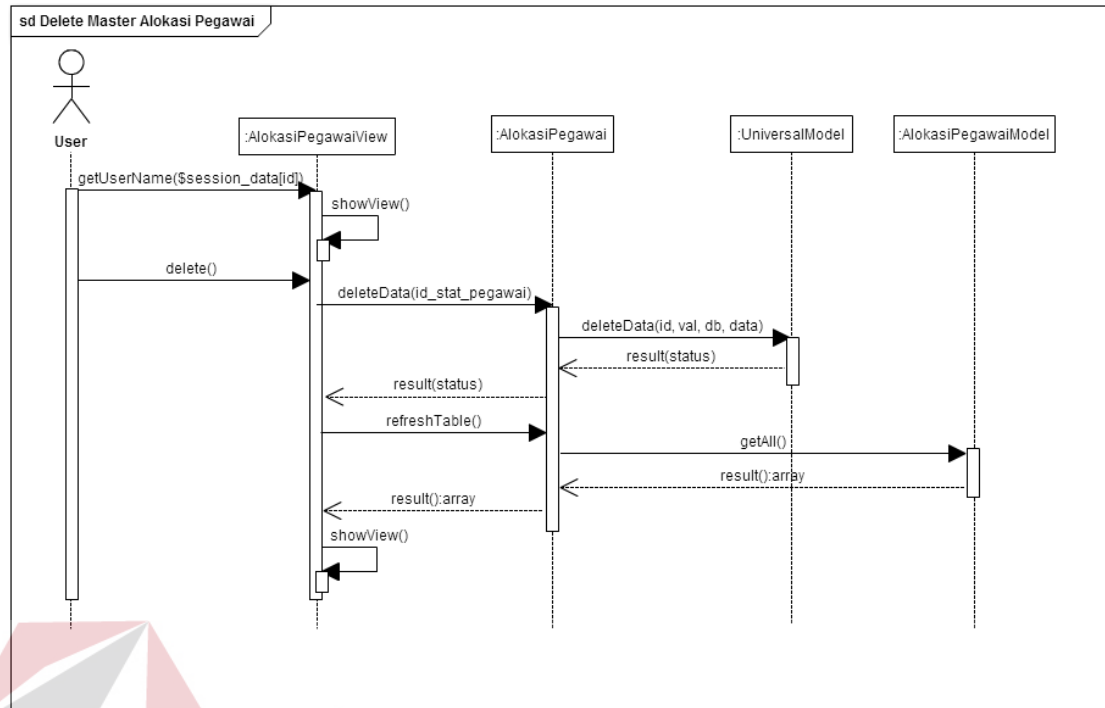 sd Delete Master Alokasi Pegawai
User
:AlokasiPegawaiView
:AlokasiPegawai
:UniversalModel
:AlokasiPegawaiModel
getUserName($session_data[id])
showView()
delete()
deleteData(id_stat_pegawai)
deleteData(id, val, db, data)
result(status)
result(status)
refreshTable()
getAll()
result():array
result():array
showView()